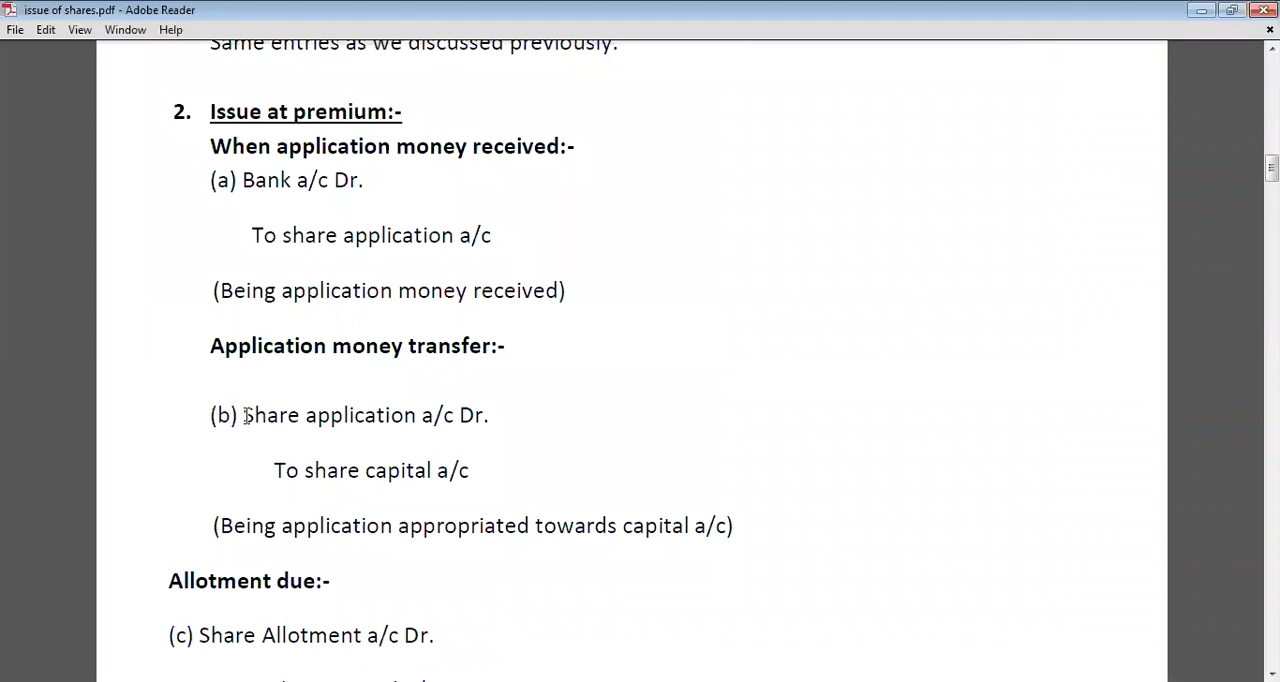 issue of shares.pdf - Adobe Reader
File Edit View Window Help
Same entries as we discussed previously.
2. Issue at premium:-
When application money received:-
(a) Bank a/c Dr.
To share application a/c
(Being application money received)
Application money transfer:-
(b) Share application a/c Dr.
To share capital a/c
(Being application appropriated towards capital a/c)
Allotment due:-
(c) Share Allotment a/c Dr.